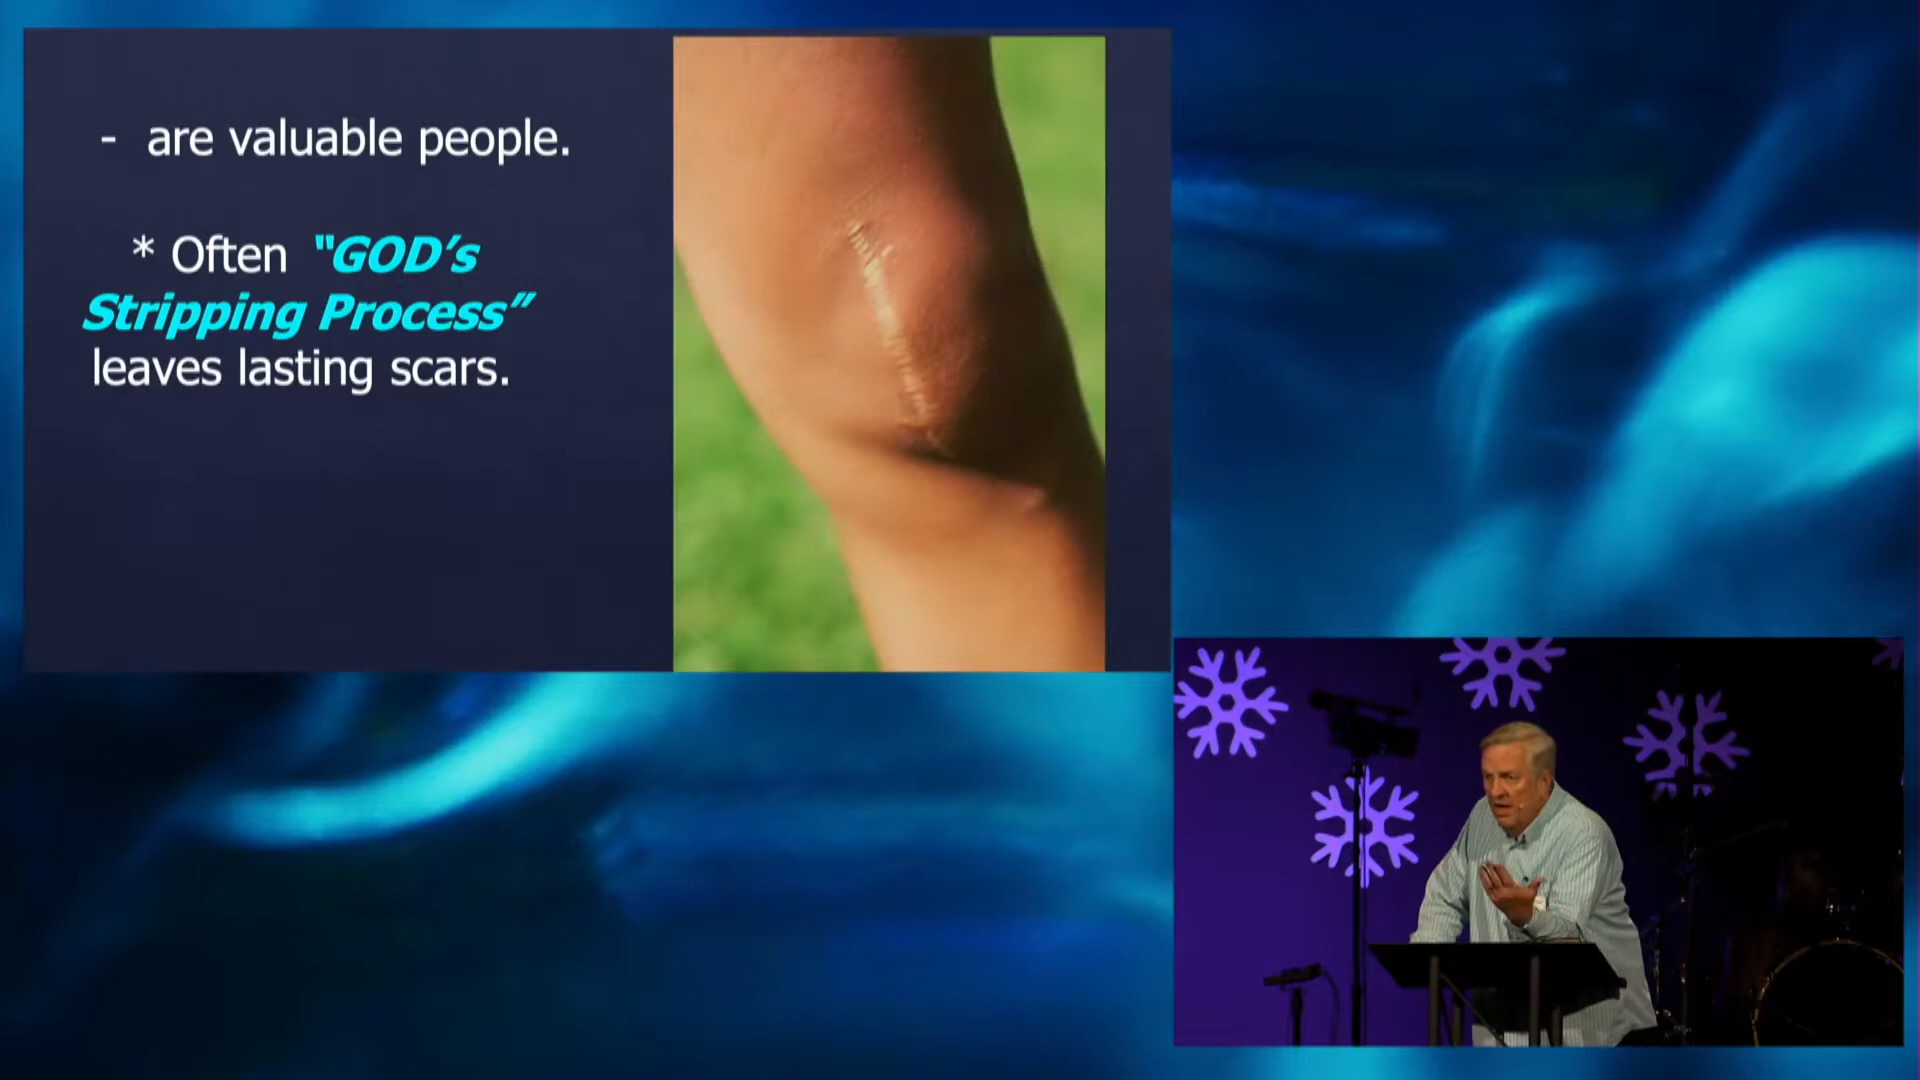 - are valuable people.
* Often “GOD’s
Stripping Process”
leaves lasting scars.